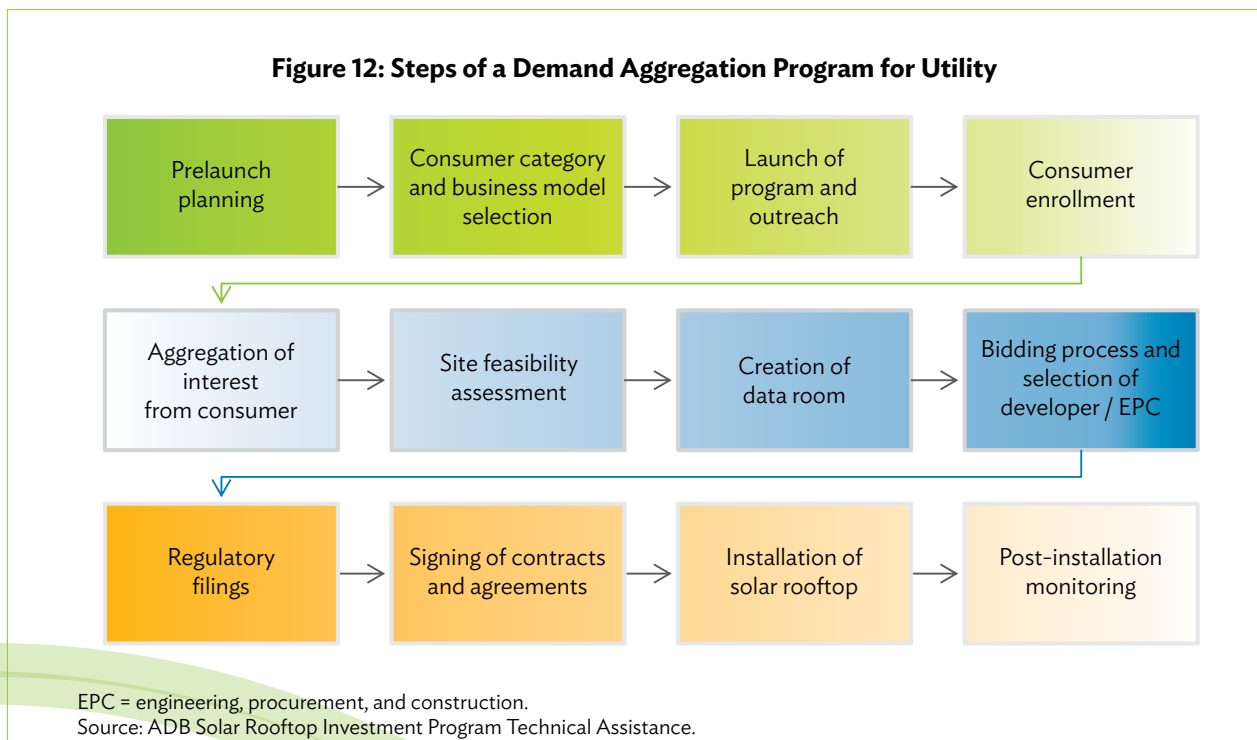 Figure 12: Steps of a Demand Aggregation Program for Utility
Prelaunch
planning
Consumer category
and business model
selection
Launch of
program and
outreach
Consumer
enrollment
Aggregation of
interest
from consumer
Site feasibility
assessment
Creation of
data room
Bidding process and
selection of
developer / EPC
Regulatory
filings
Signing of contracts
and agreements
Installation of
solar rooftop
Post-installation
monitoring
EPC = engineering, procurement, and construction.
Source: ADB Solar Rooftop Investment Program Technical Assistance.